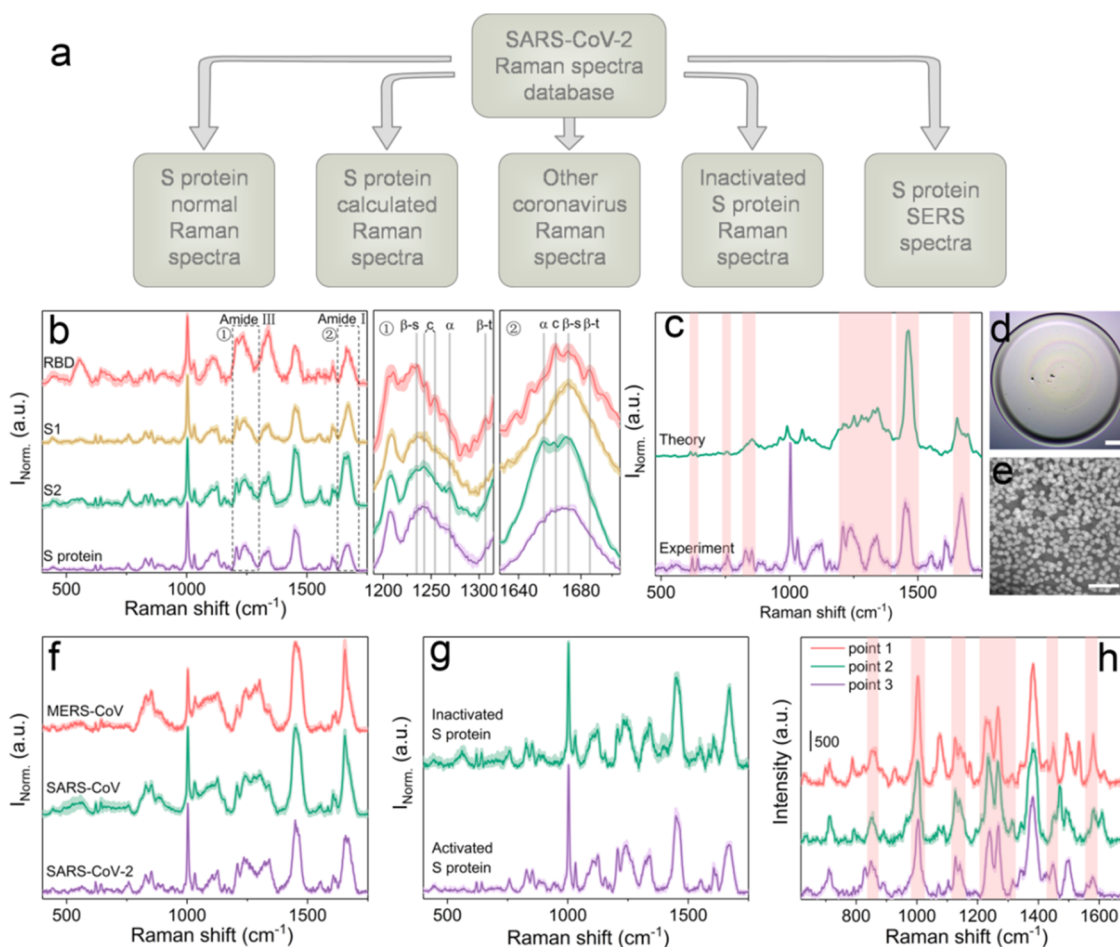 a
SARS-CoV-2
Raman spectra
database
S protein
normal
Raman
spectra
S protein
calculated
Raman
spectra
Other
coronavirus
Raman
spectra
Inactivated
S protein
Raman
spectra
S protein
SERS
spectra
b
Amide III
①
②
Amide I
RBD
S1
S2
S protein
I Norm. (a.u.)
500 1000 1500
Raman shift (cm⁻¹)
① β-s c α β-t
1200 1250 1300
② α c β-s β-t
1640 1680
c
Theory
Experiment
I Norm. (a.u.)
500 1000 1500
Raman shift (cm⁻¹)
d
e
f
MERS-CoV
SARS-CoV
SARS-CoV-2
I Norm. (a.u.)
500 1000 1500
Raman shift (cm⁻¹)
g
Inactivated
S protein
Activated
S protein
I Norm. (a.u.)
500 1000 1500
Raman shift (cm⁻¹)
h
point 1
point 2
point 3
500
Intensity (a.u.)
800 1000 1200 1400 1600
Raman shift (cm⁻¹)